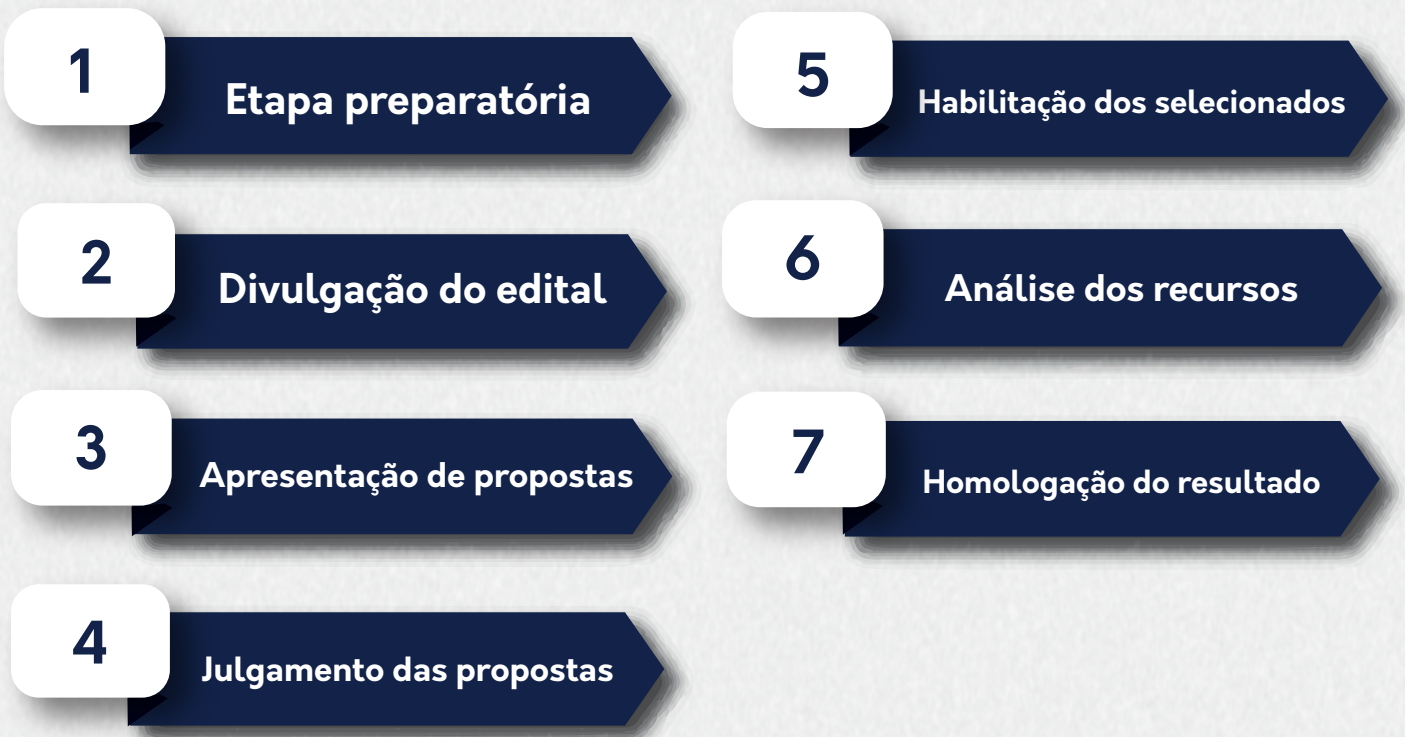 1
Etapa preparatória
2
Divulgação do edital
3
Apresentação de propostas
4
Julgamento das propostas
5
Habilitação dos selecionados
6
Análise dos recursos
7
Homologação do resultado